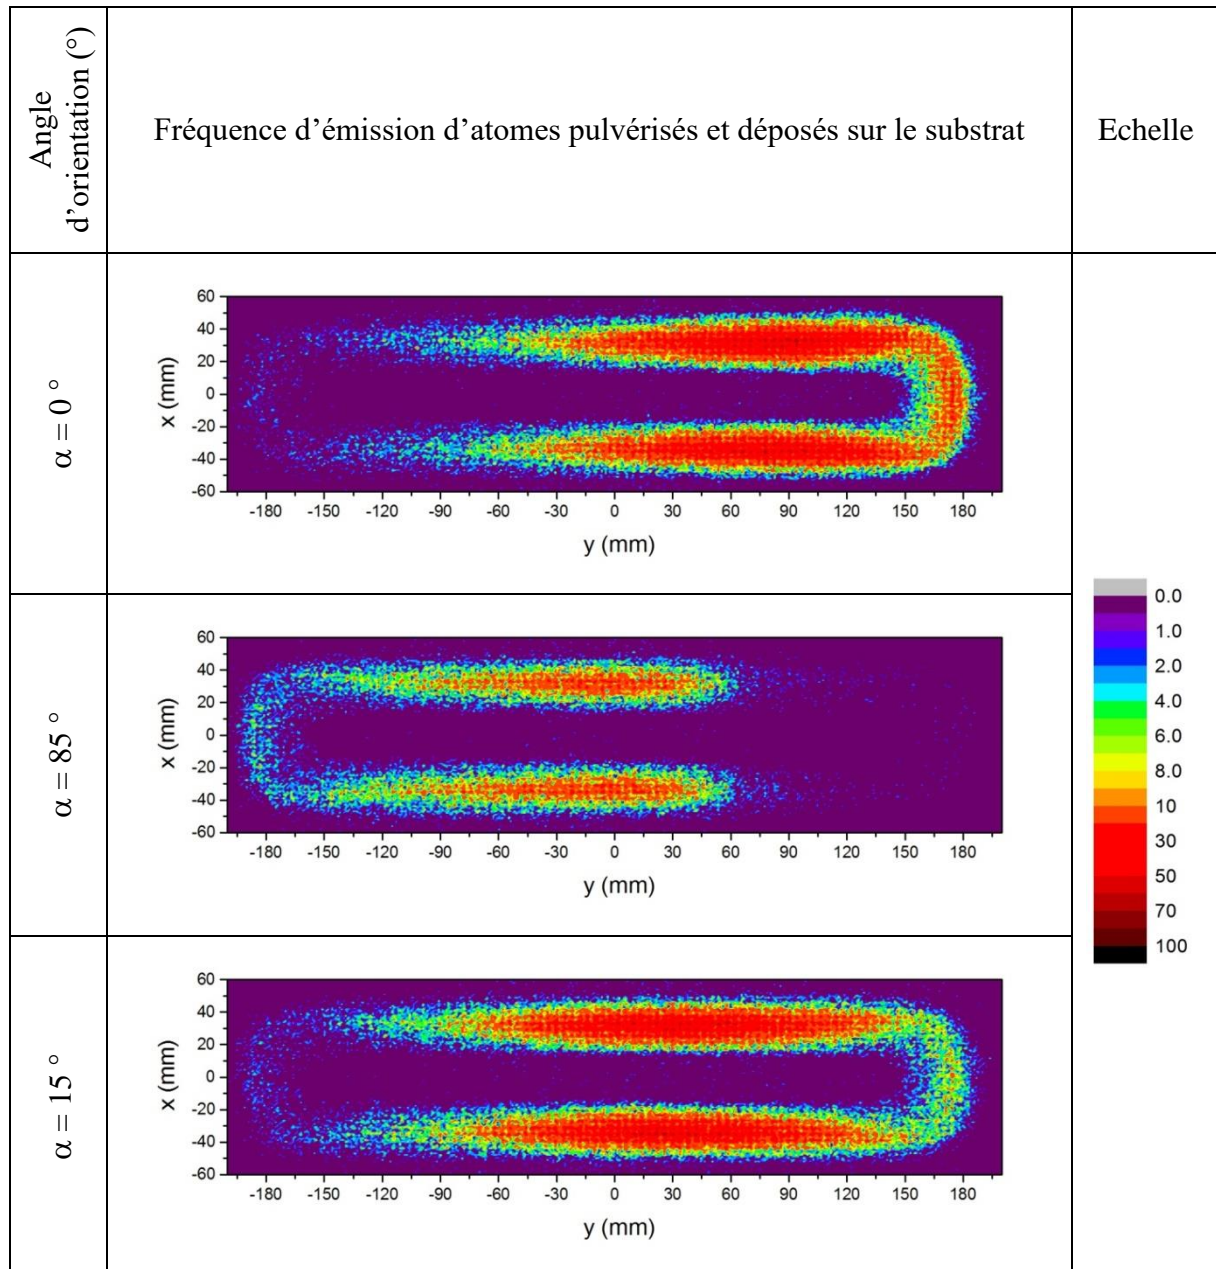 Angle
d’orientation (°)
Fréquence d’émission d’atomes pulvérisés et déposés sur le substrat
Echelle
α = 0 °
60
40
20
0
-20
-40
-60
x (mm)
-180 -150 -120 -90 -60 -30 0 30 60 90 120 150 180
y (mm)
α = 85 °
60
40
20
0
-20
-40
-60
x (mm)
-180 -150 -120 -90 -60 -30 0 30 60 90 120 150 180
y (mm)
α = 15 °
60
40
20
0
-20
-40
-60
x (mm)
-180 -150 -120 -90 -60 -30 0 30 60 90 120 150 180
y (mm)
0.0
1.0
2.0
4.0
6.0
8.0
10
30
50
70
100